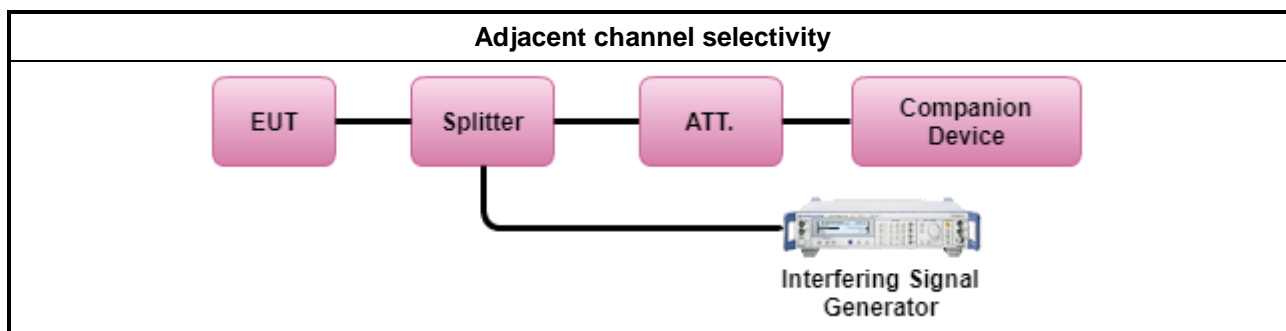 Adjacent channel selectivity
EUT
Splitter
ATT.
Companion
Device
Interfering Signal
Generator